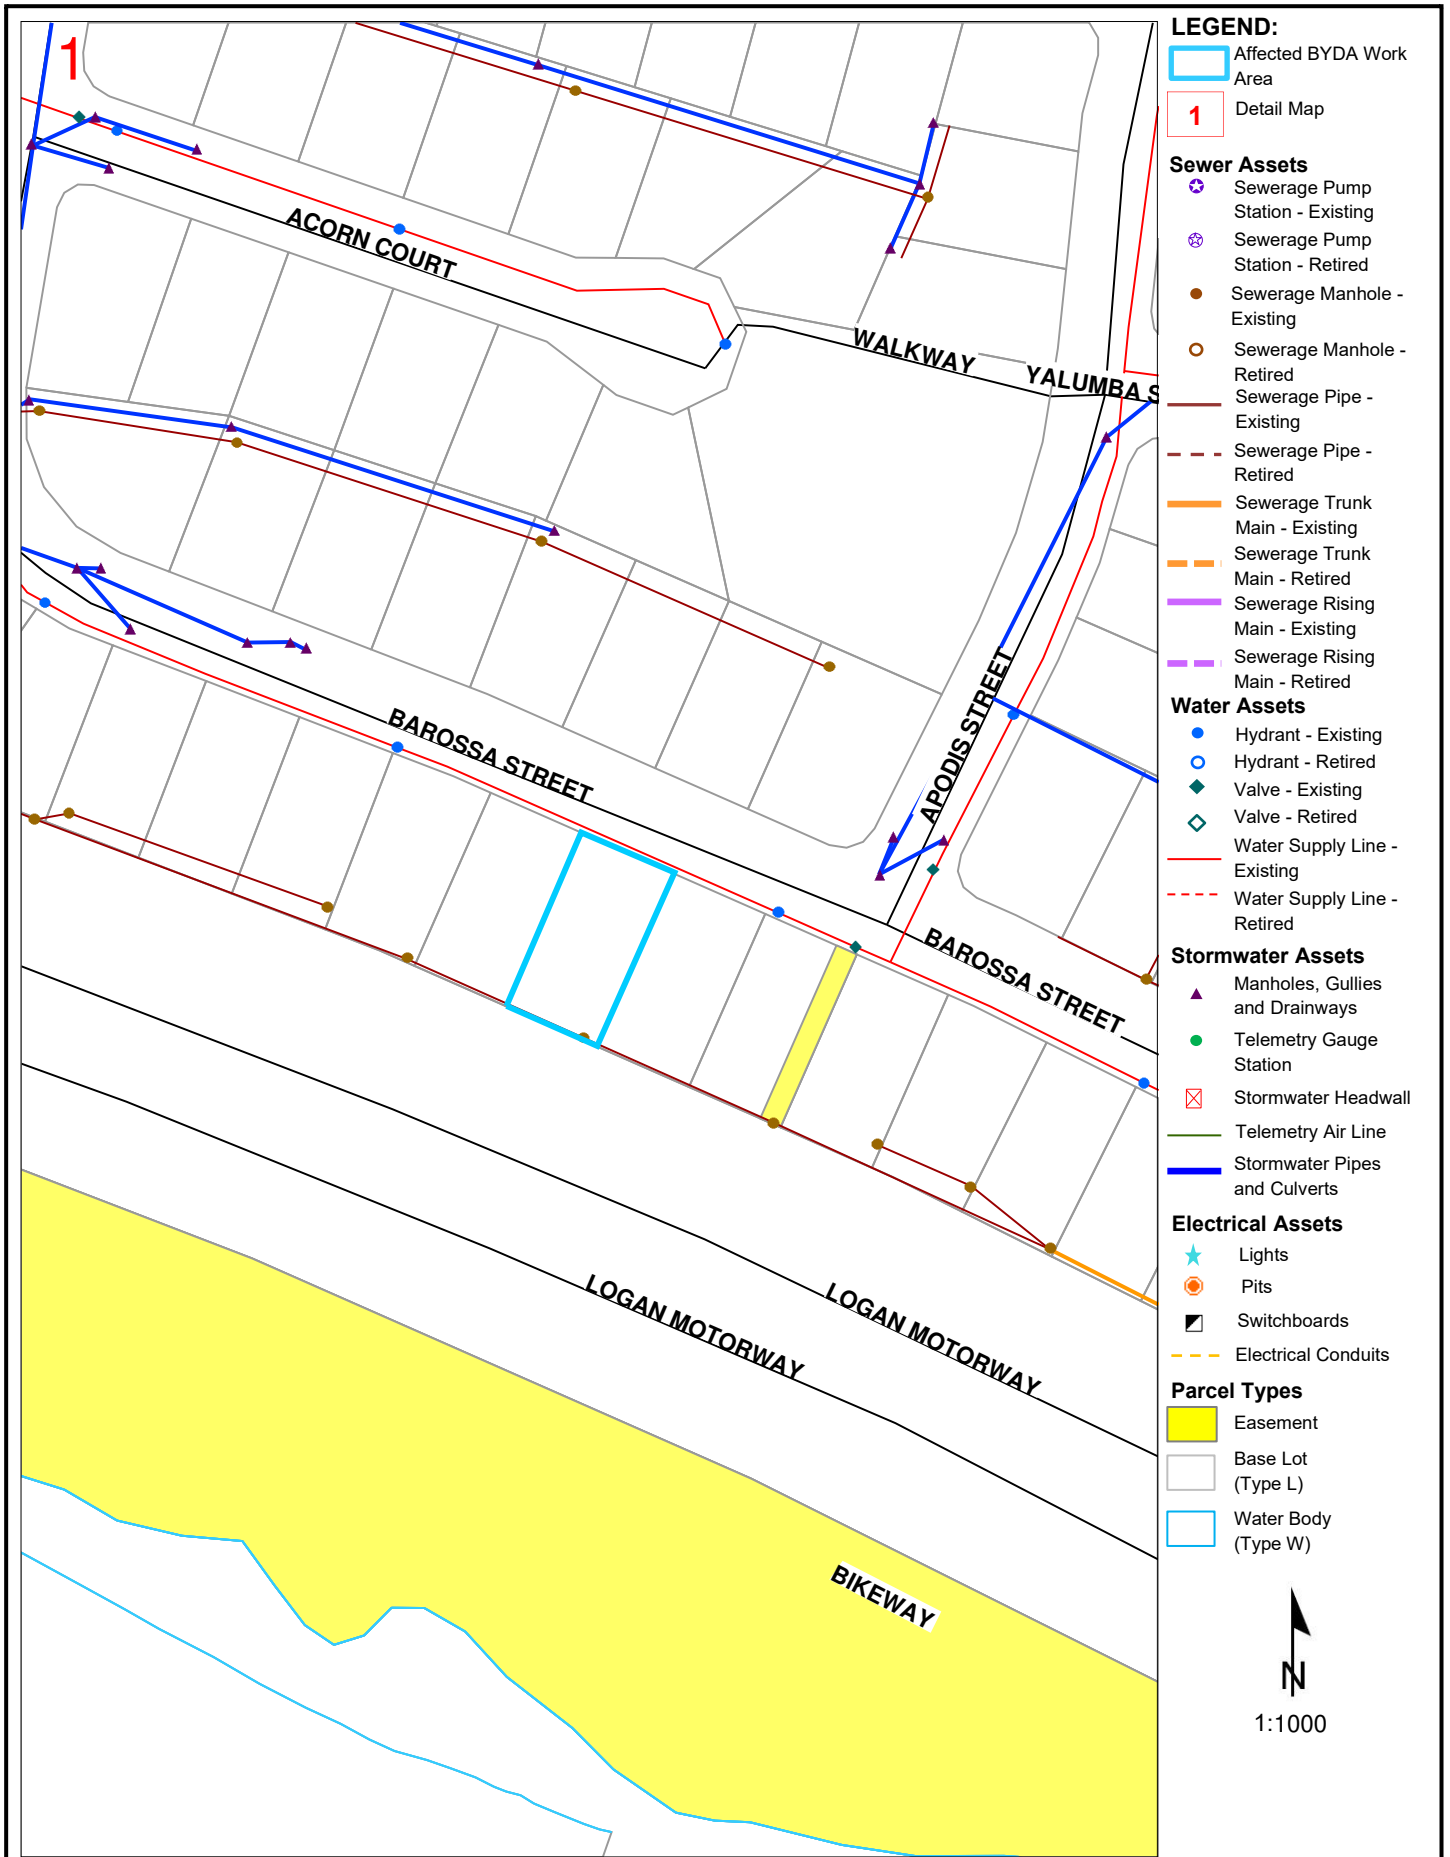 1
ACORN COURT
WALKWAY
YALUMBA S
BAROSSA STREET
APODIS STREET
BAROSSA STREET
LOGAN MOTORWAY
LOGAN MOTORWAY
BIKEWAY
LEGEND:
Affected BYDA Work
Area
1
Detail Map
Sewer Assets
Sewerage Pump
Station - Existing
Sewerage Pump
Station - Retired
Sewerage Manhole -
Existing
Sewerage Manhole -
Retired
Sewerage Pipe -
Existing
Sewerage Pipe -
Retired
Sewerage Trunk
Main - Existing
Sewerage Trunk
Main - Retired
Sewerage Rising
Main - Existing
Sewerage Rising
Main - Retired
Water Assets
Hydrant - Existing
Hydrant - Retired
Valve - Existing
Valve - Retired
Water Supply Line -
Existing
Water Supply Line -
Retired
Stormwater Assets
Manholes, Gullies
and Drainways
Telemetry Gauge
Station
Stormwater Headwall
Telemetry Air Line
Stormwater Pipes
and Culverts
Electrical Assets
Lights
Pits
Switchboards
Electrical Conduits
Parcel Types
Easement
Base Lot
(Type L)
Water Body
(Type W)
N
1:1000